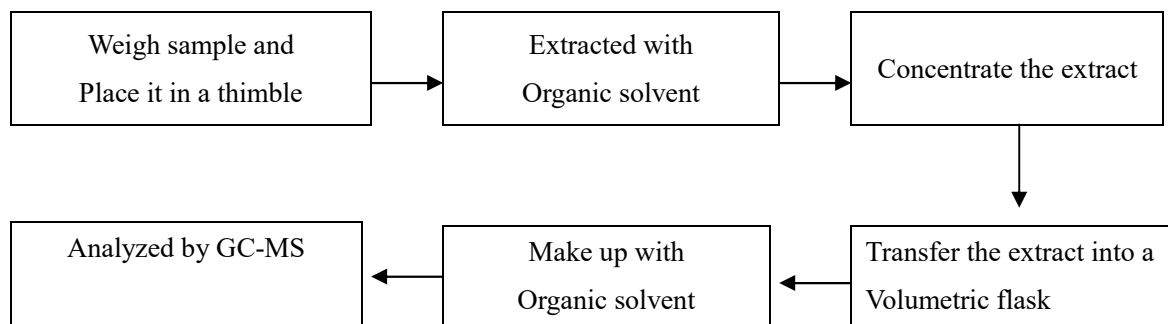 Weigh sample and
Place it in a thimble
Extracted with
Organic solvent
Concentrate the extract
Transfer the extract into a
Volumetric flask
Make up with
Organic solvent
Analyzed by GC-MS